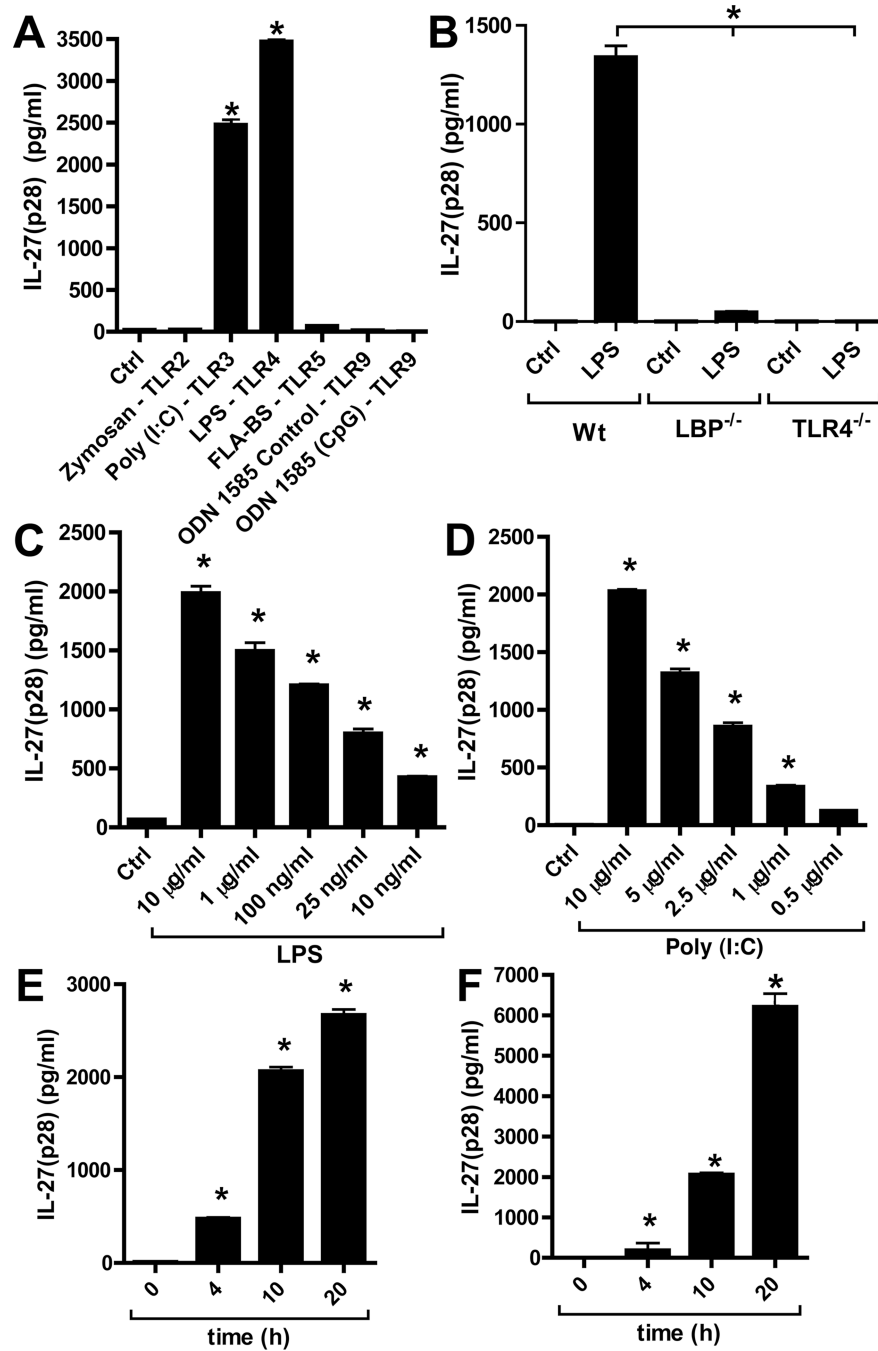 A
IL-27(p28) (pg/ml)
3500
3000
2500
2000
1500
1000
500
0
*
*
Ctrl
Zymosan - TLR2
Poly (I:C) - TLR3
LPS - TLR4
FLA-BS - TLR5
ODN 1585 Control - TLR9
ODN 1585 (CpG) - TLR9
B
IL-27(p28) (pg/ml)
1500
1000
500
0
*
Ctrl
LPS
Ctrl
LPS
Ctrl
LPS
Wt
LBP-/-
TLR4-/-
C
IL-27(p28) (pg/ml)
2500
2000
1500
1000
500
0
*
*
*
*
*
Ctrl
10 µg/ml
1 µg/ml
100 ng/ml
25 ng/ml
10 ng/ml
LPS
D
IL-27(p28) (pg/ml)
2500
2000
1500
1000
500
0
*
*
*
*
Ctrl
10 µg/ml
5 µg/ml
2.5 µg/ml
1 µg/ml
0.5 µg/ml
Poly (I:C)
E
IL-27(p28) (pg/ml)
3000
2000
1000
0
*
*
*
0
4
10
20
time (h)
F
IL-27(p28) (pg/ml)
7000
6000
5000
4000
3000
2000
1000
0
*
*
*
0
4
10
20
time (h)